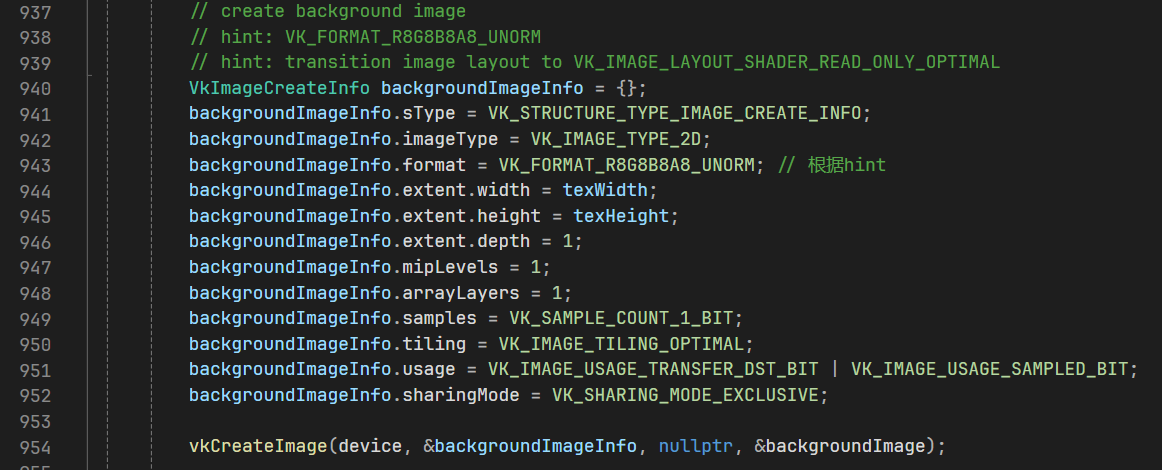 937 // create background image
938 // hint: VK_FORMAT_R8G8B8A8_UNORM
939 // hint: transition image layout to VK_IMAGE_LAYOUT_SHADER_READ_ONLY_OPTIMAL
940 VkImageCreateInfo backgroundImageInfo = {};
941 backgroundImageInfo.sType = VK_STRUCTURE_TYPE_IMAGE_CREATE_INFO;
942 backgroundImageInfo.imageType = VK_IMAGE_TYPE_2D;
943 backgroundImageInfo.format = VK_FORMAT_R8G8B8A8_UNORM; // 根据hint
944 backgroundImageInfo.extent.width = texWidth;
945 backgroundImageInfo.extent.height = texHeight;
946 backgroundImageInfo.extent.depth = 1;
947 backgroundImageInfo.mipLevels = 1;
948 backgroundImageInfo.arrayLayers = 1;
949 backgroundImageInfo.samples = VK_SAMPLE_COUNT_1_BIT;
950 backgroundImageInfo.tiling = VK_IMAGE_TILING_OPTIMAL;
951 backgroundImageInfo.usage = VK_IMAGE_USAGE_TRANSFER_DST_BIT | VK_IMAGE_USAGE_SAMPLED_BIT;
952 backgroundImageInfo.sharingMode = VK_SHARING_MODE_EXCLUSIVE;
953
954 vkCreateImage(device, &backgroundImageInfo, nullptr, &backgroundImage);